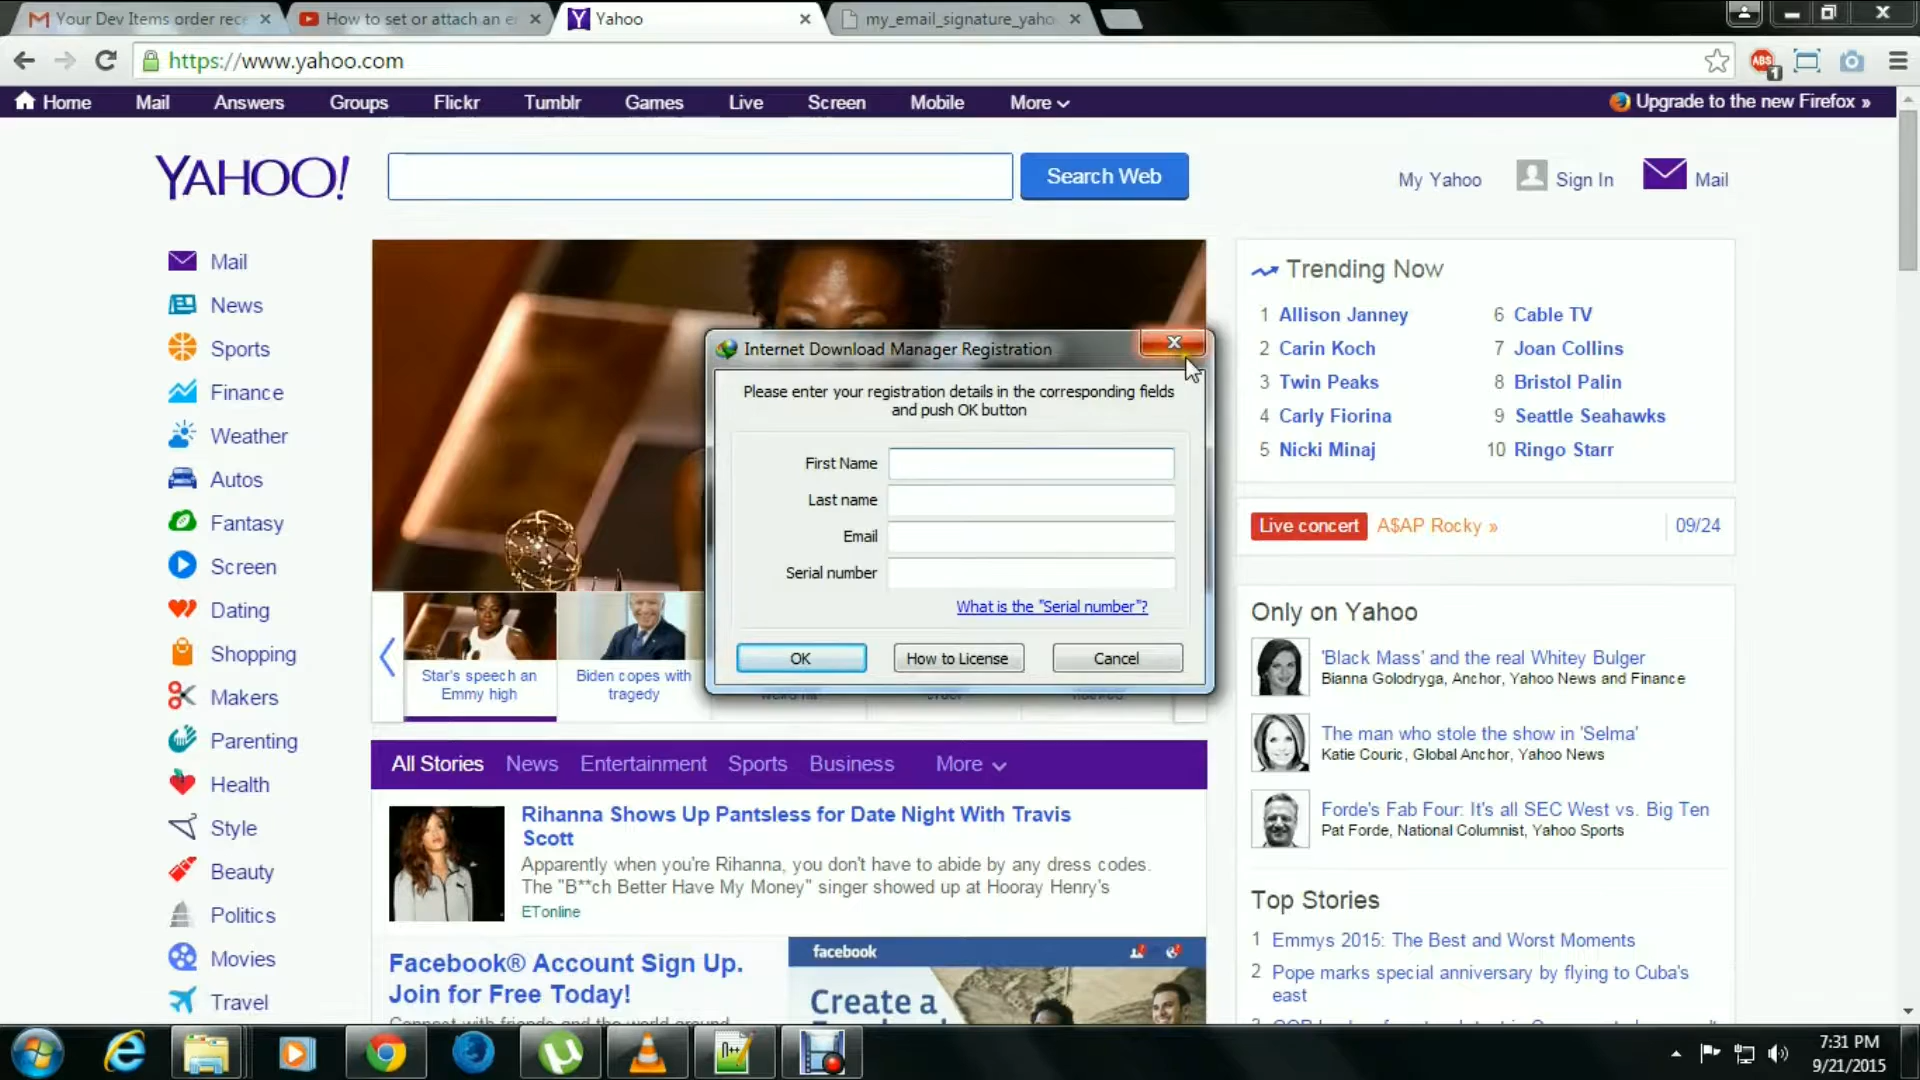 Your Dev Items order rece
How to set or attach an e
Yahoo
my_email_signature_yaho
https://www.yahoo.com
ABS
1
Home
Mail
Answers
Groups
Flickr
Tumblr
Games
Live
Screen
Mobile
More
Upgrade to the new Firefox »
YAHOO!
Search Web
My Yahoo
Sign In
Mail
Mail
News
Sports
Finance
Weather
Autos
Fantasy
Screen
Dating
Shopping
Makers
Parenting
Health
Style
Beauty
Politics
Movies
Travel
Internet Download Manager Registration
Please enter your registration details in the corresponding fields
and push OK button
First Name
Last name
Email
Serial number
What is the "Serial number"?
OK
How to License
Cancel
Star's speech an
Emmy high
Biden copes with
tragedy
All Stories
News
Entertainment
Sports
Business
More
Rihanna Shows Up Pantsless for Date Night With Travis
Scott
Apparently when you're Rihanna, you don't have to abide by any dress codes.
The "B**ch Better Have My Money" singer showed up at Hooray Henry's
ETonline
Facebook® Account Sign Up.
Join for Free Today!
Connect with friends and the world around
facebook
Create a
Trending Now
1 Allison Janney
2 Carin Koch
3 Twin Peaks
4 Carly Fiorina
5 Nicki Minaj
6 Cable TV
7 Joan Collins
8 Bristol Palin
9 Seattle Seahawks
10 Ringo Starr
Live concert
A$AP Rocky »
09/24
Only on Yahoo
'Black Mass' and the real Whitey Bulger
Bianna Golodryga, Anchor, Yahoo News and Finance
The man who stole the show in 'Selma'
Katie Couric, Global Anchor, Yahoo News
Forde's Fab Four: It's all SEC West vs. Big Ten
Pat Forde, National Columnist, Yahoo Sports
Top Stories
1 Emmys 2015: The Best and Worst Moments
2 Pope marks special anniversary by flying to Cuba's
east
7:31 PM
9/21/2015